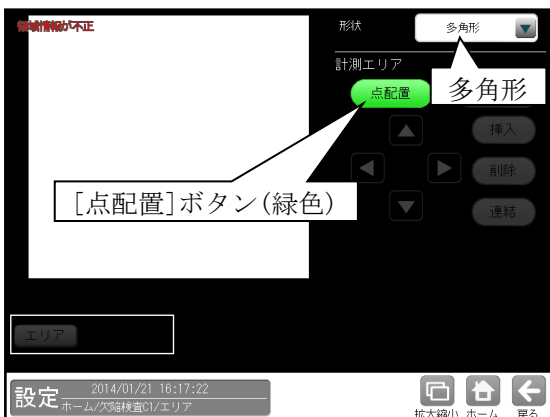 領域情報が不正
形状
多角形
計測エリア
点配置
多角形
挿入
削除
連結
[点配置]ボタン(緑色)
エリア
設定
2014/01/21 16:17:22
ホーム/欠陥検査C1/エリア
拡大縮小
ホーム
戻る